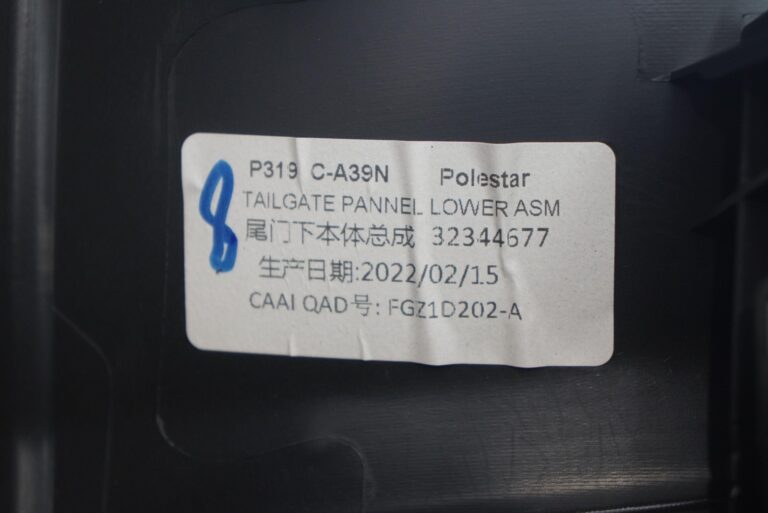 P319 C-A39N Polestar
TAILGATE PANNEL LOWER ASM
尾门下本体总成 32344677
生产日期:2022/02/15
CAAI QAD号: FGZ1D202-A
8